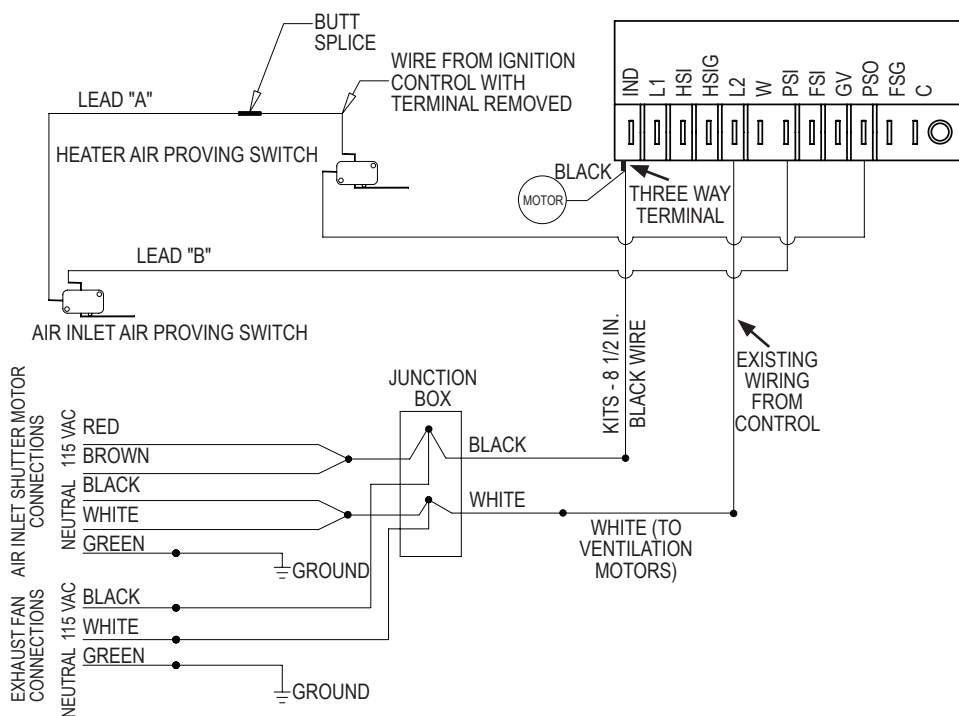 BUTT
SPLICE
WIRE FROM IGNITION
CONTROL WITH
TERMINAL REMOVED
LEAD "A"
HEATER AIR PROVING SWITCH
IND
L1
HSI
HSIG
L2
W
PSI
FSI
GV
PSO
FSG
C
BLACK
MOTOR
THREE WAY
TERMINAL
LEAD "B"
AIR INLET AIR PROVING SWITCH
KITS - 8 1/2 IN.
BLACK WIRE
EXISTING
WIRING
FROM
CONTROL
JUNCTION
BOX
AIR INLET SHUTTER MOTOR
CONNECTIONS
115 VAC
NEUTRAL
RED
BROWN
BLACK
WHITE
GREEN
GROUND
BLACK
WHITE
WHITE (TO
VENTILATION
MOTORS)
EXHAUST FAN
CONNECTIONS
115 VAC
NEUTRAL
BLACK
WHITE
GREEN
GROUND